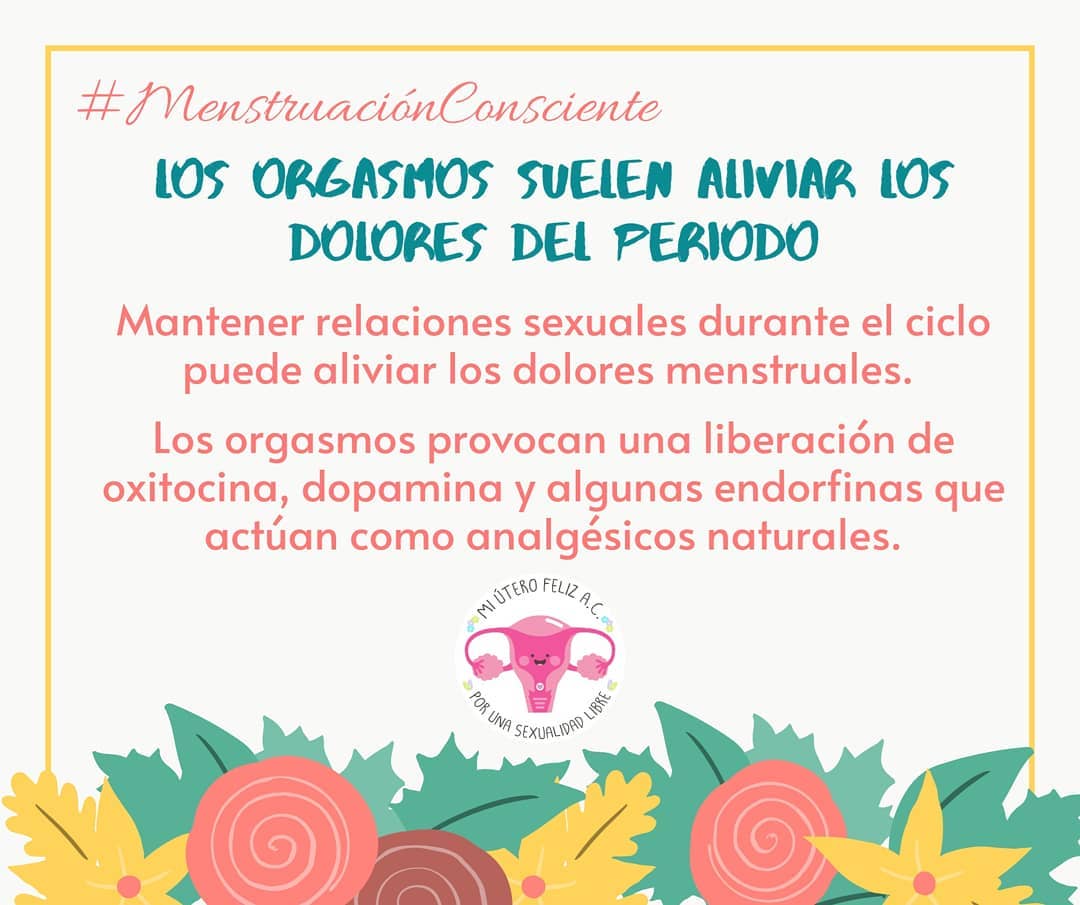 #MenstruaciónConsciente
LOS ORGASMOS SUELEN ALIVIAR LOS
DOLORES DEL PERIODO
Mantener relaciones sexuales durante el ciclo
puede aliviar los dolores menstruales.
Los orgasmos provocan una liberación de
oxitocina, dopamina y algunas endorfinas que
actúan como analgésicos naturales.
MI ÚTERO FELIZ A.C.
POR UNA SEXUALIDAD LIBRE